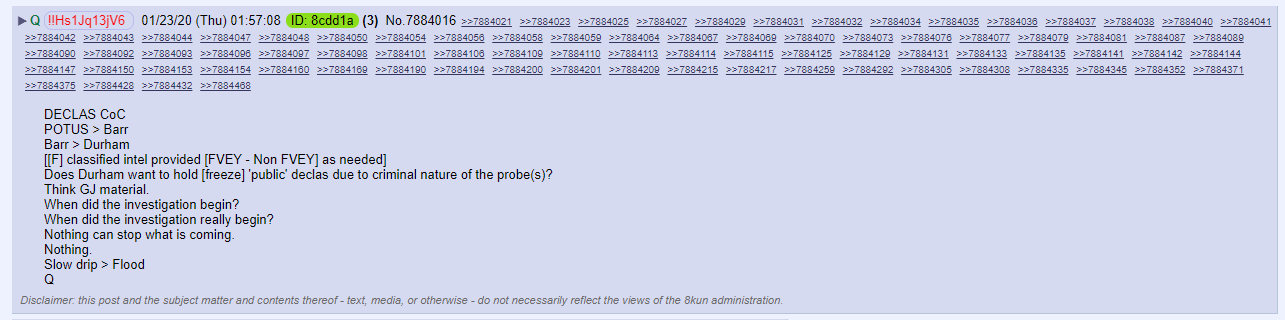 ▶ Q !!Hs1Jq13jV6 01/23/20 (Thu) 01:57:08 ID: 8cdd1a (3) No.7884016 >>7884021 >>7884023 >>7884025 >>7884027 >>7884029 >>7884031 >>7884032 >>7884034 >>7884035 >>7884036 >>7884037 >>7884038 >>7884040 >>7884041
>>7884042 >>7884043 >>7884044 >>7884047 >>7884048 >>7884050 >>7884054 >>7884056 >>7884058 >>7884059 >>7884064 >>7884067 >>7884069 >>7884070 >>7884073 >>7884076 >>7884077 >>7884079 >>7884081 >>7884087 >>7884089
>>7884090 >>7884092 >>7884093 >>7884096 >>7884097 >>7884098 >>7884101 >>7884106 >>7884109 >>7884110 >>7884113 >>7884114 >>7884115 >>7884125 >>7884129 >>7884131 >>7884133 >>7884135 >>7884141 >>7884142 >>7884144
>>7884147 >>7884150 >>7884153 >>7884154 >>7884160 >>7884169 >>7884190 >>7884194 >>7884200 >>7884201 >>7884209 >>7884215 >>7884217 >>7884259 >>7884292 >>7884305 >>7884308 >>7884335 >>7884345 >>7884352 >>7884371
>>7884375 >>7884428 >>7884432 >>7884468
DECLAS CoC
POTUS > Barr
Barr > Durham
[[F] classified intel provided [FVEY - Non FVEY] as needed]
Does Durham want to hold [freeze] 'public' declas due to criminal nature of the probe(s)?
Think GJ material.
When did the investigation begin?
When did the investigation really begin?
Nothing can stop what is coming.
Nothing.
Slow drip > Flood
Q
Disclaimer: this post and the subject matter and contents thereof - text, media, or otherwise - do not necessarily reflect the views of the 8kun administration.